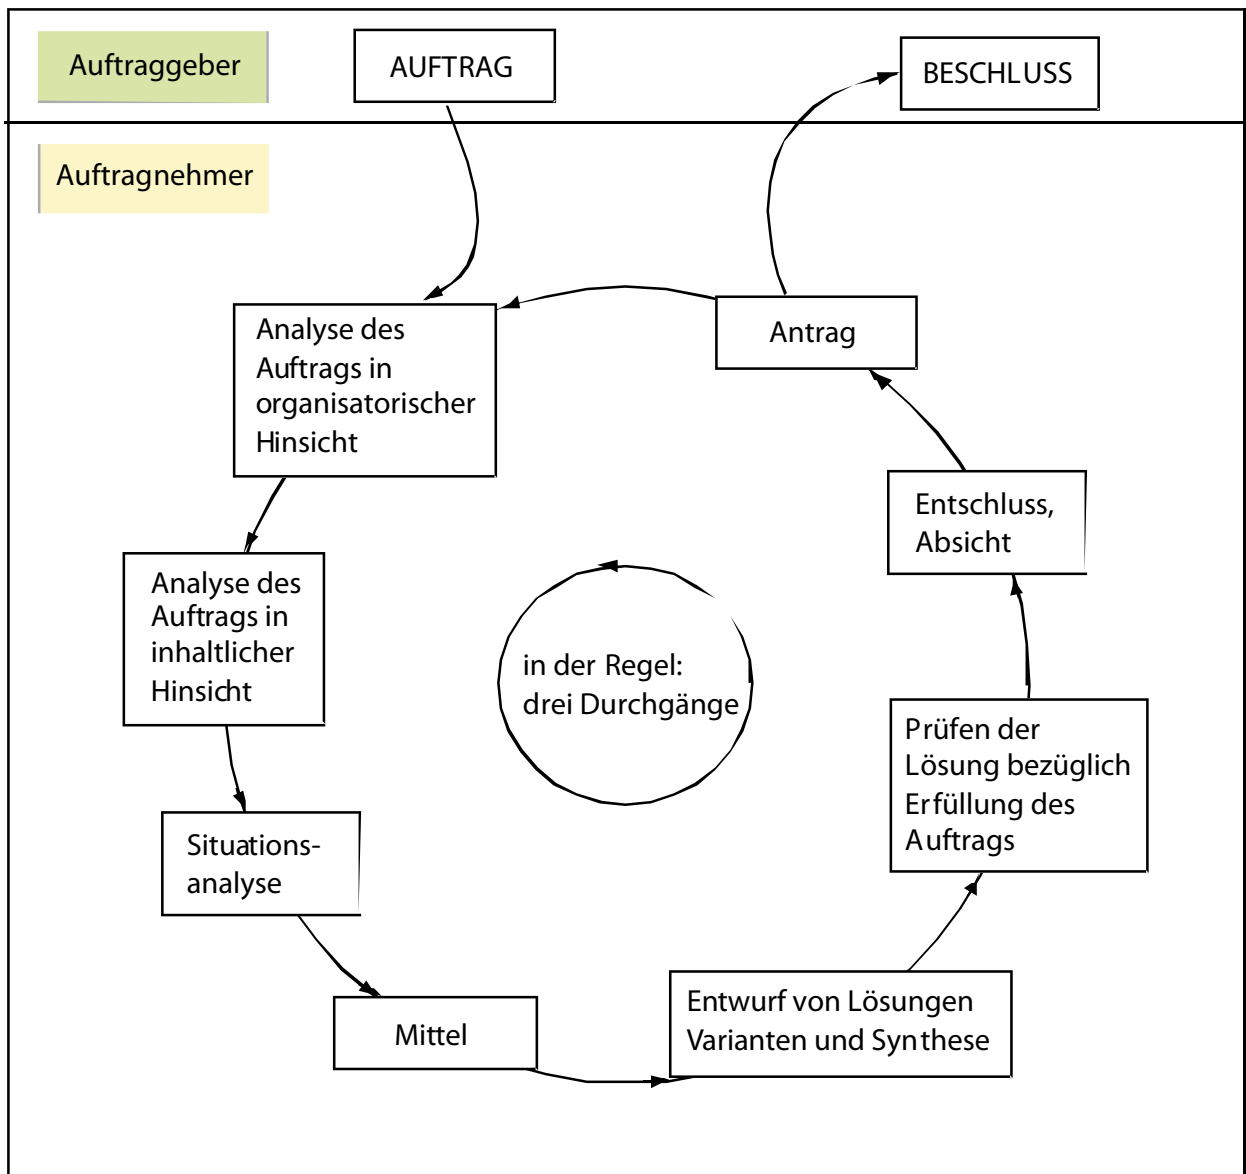 Auftraggeber
AUFTRAG
BESCHLUSS
Auftragnehmer
Analyse des
Auftrags in
organisatorischer
Hinsicht
Antrag
Entschluss,
Absicht
Analyse des
Auftrags in
inhaltlicher
Hinsicht
in der Regel:
drei Durchgänge
Prüfen der
Lösung bezüglich
Erfüllung des
Auftrags
Situations-
analyse
Mittel
Entwurf von Lösungen
Varianten und Synthese